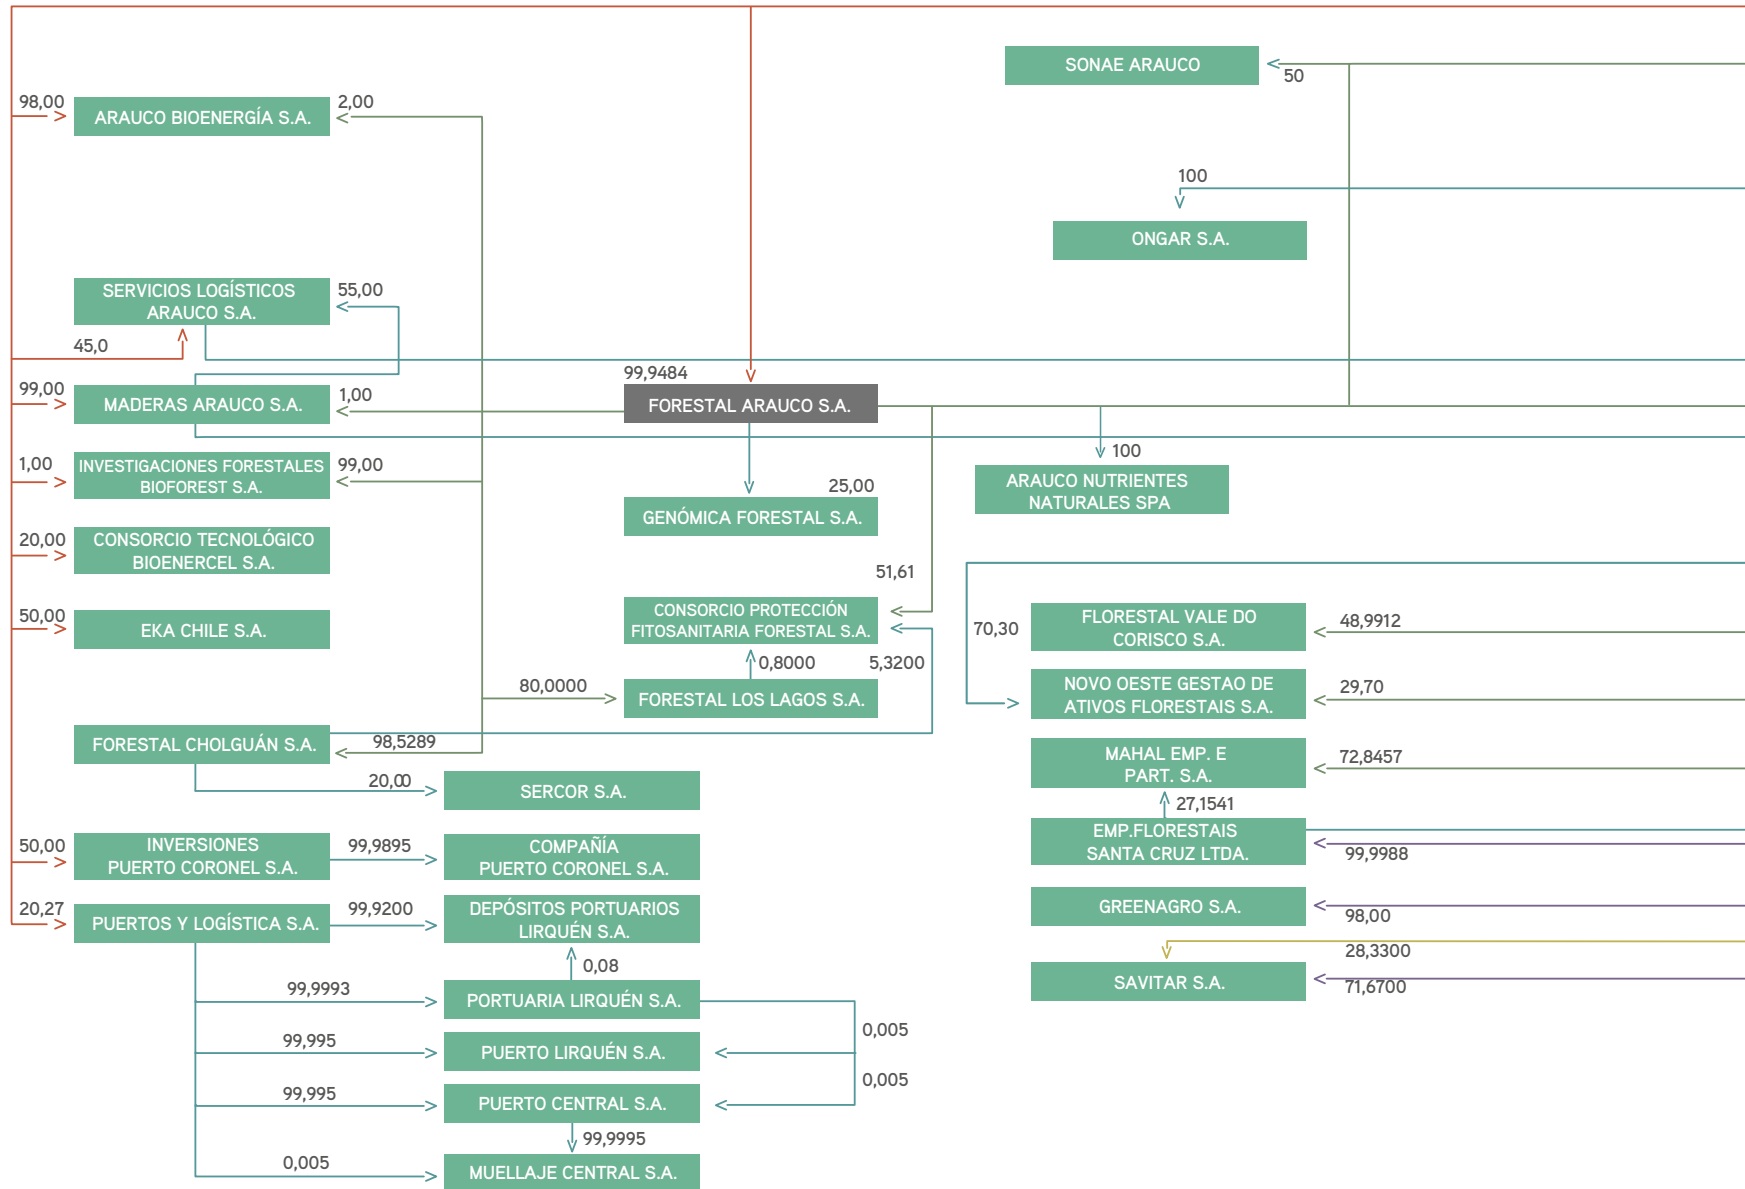 SONAE ARAUCO
50
98,00
ARAUCO BIOENERGÍA S.A.
2,00
100
ONGAR S.A.
SERVICIOS LOGÍSTICOS
ARAUCO S.A.
55,00
45,0
99,00
MADERAS ARAUCO S.A.
1,00
99,9484
FORESTAL ARAUCO S.A.
100
ARAUCO NUTRIENTES
NATURALES SPA
1,00
INVESTIGACIONES FORESTALES
BIOFOREST S.A.
99,00
25,00
GENÓMICA FORESTAL S.A.
20,00
CONSORCIO TECNOLÓGICO
BIOENERCEL S.A.
51,61
CONSORCIO PROTECCIÓN
FITOSANITARIA FORESTAL S.A.
50,00
EKA CHILE S.A.
70,30
FLORESTAL VALE DO
CORISCO S.A.
48,9912
0,8000
5,3200
80,0000
FORESTAL LOS LAGOS S.A.
NOVO OESTE GESTAO DE
ATIVOS FLORESTAIS S.A.
29,70
FORESTAL CHOLGUÁN S.A.
98,5289
MAHAL EMP. E
PART. S.A.
72,8457
20,00
SERCOR S.A.
27,1541
50,00
INVERSIONES
PUERTO CORONEL S.A.
99,9895
COMPAÑÍA
PUERTO CORONEL S.A.
EMP.FLORESTAIS
SANTA CRUZ LTDA.
99,9988
20,27
PUERTOS Y LOGÍSTICA S.A.
99,9200
DEPÓSITOS PORTUARIOS
LIRQUÉN S.A.
GREENAGRO S.A.
98,00
0,08
28,3300
SAVITAR S.A.
71,6700
99,9993
PORTUARIA LIRQUÉN S.A.
0,005
99,995
PUERTO LIRQUÉN S.A.
0,005
99,995
PUERTO CENTRAL S.A.
99,9995
0,005
MUELLAJE CENTRAL S.A.